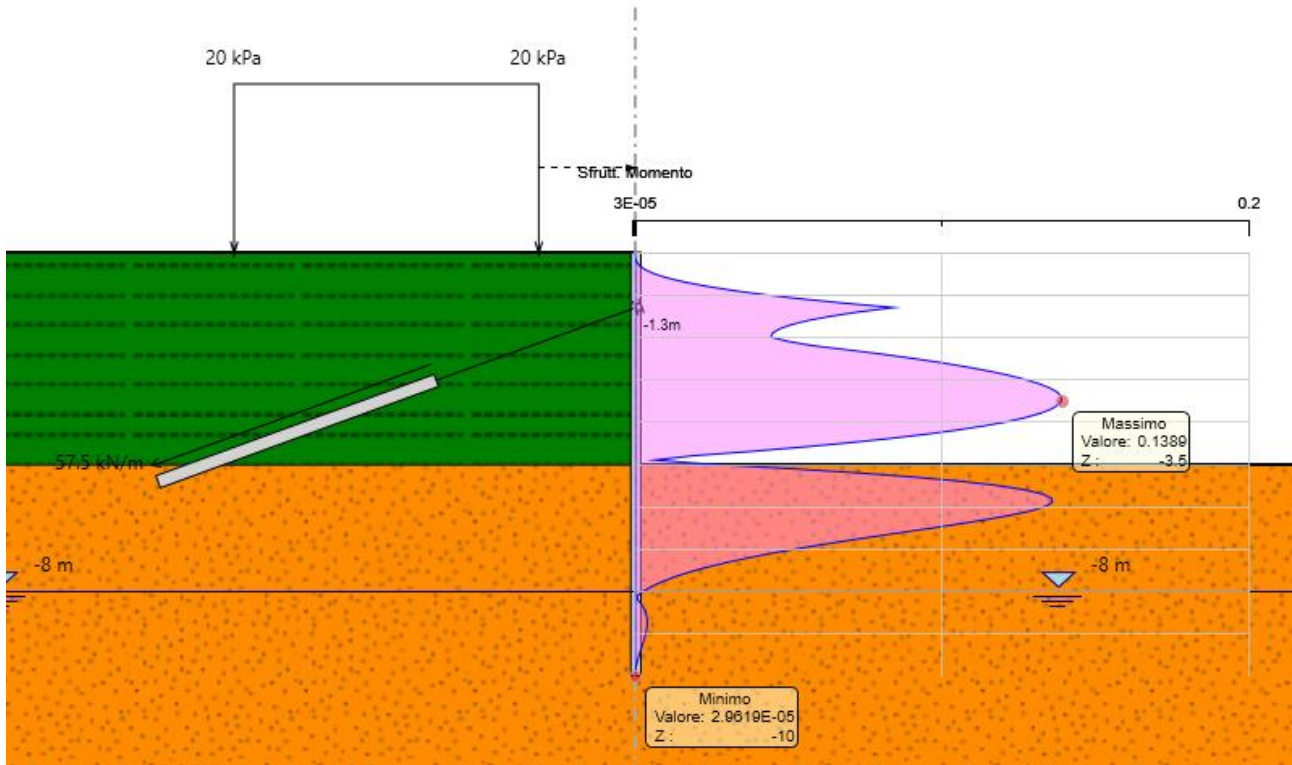 20 kPa
20 kPa
Sfrutt. Momento
3E-05
0.2
-1.3m
Massimo
Valore: 0.1389
Z : -3.5
57.5 kN/m
-8 m
-8 m
Minimo
Valore: 2.9619E-05
Z : -10